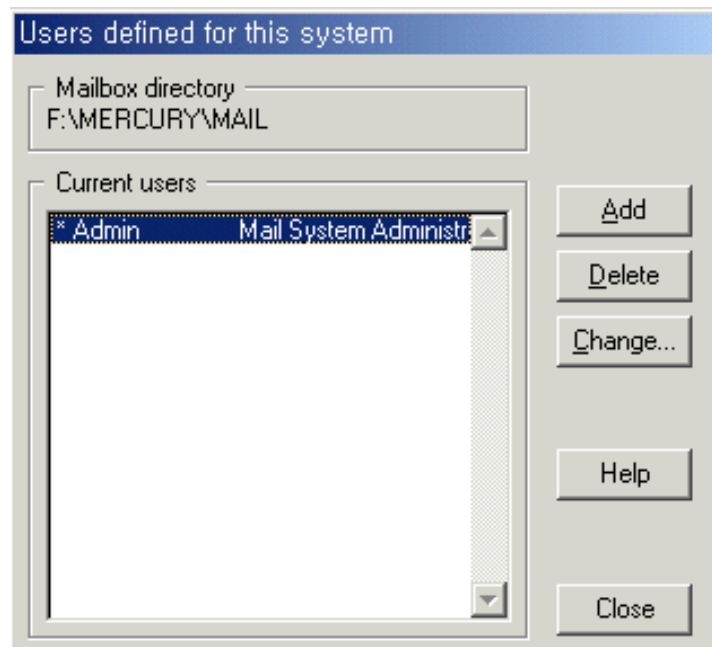 Users defined for this system
Mailbox directory
F:\MERCURY\MAIL
Current users
* Admin Mail System Administr
Add
Delete
Change...
Help
Close